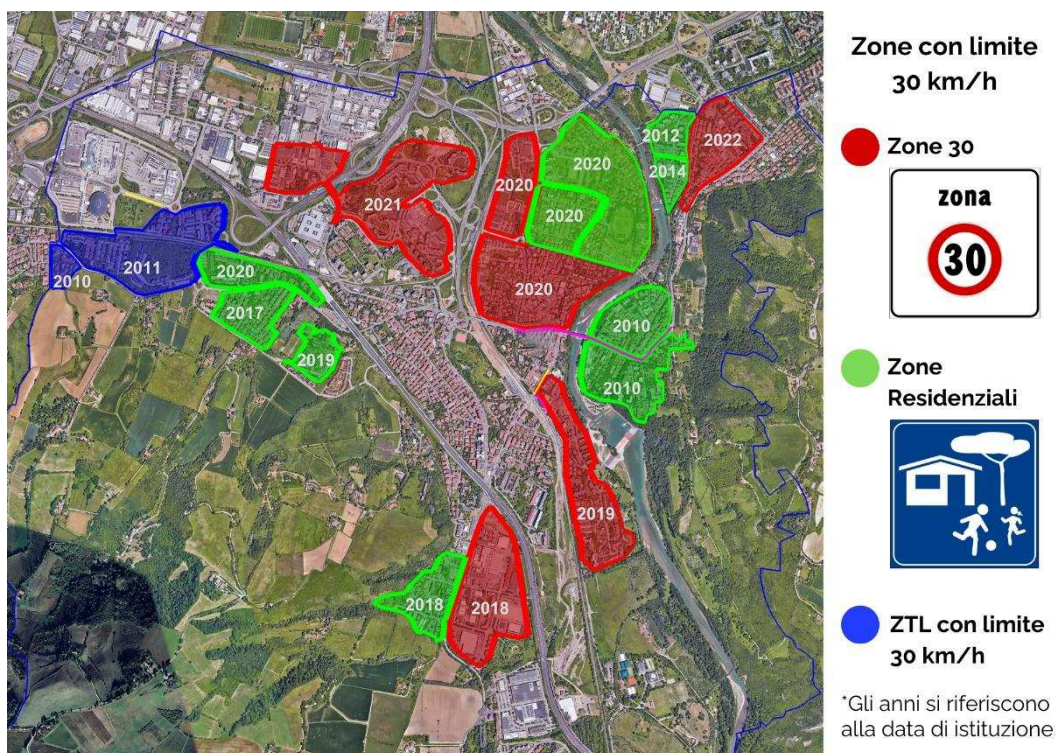 Zone con limite
30 km/h
Zone 30
zona
30
Zone
Residenziali
ZTL con limite
30 km/h
*Gli anni si riferiscono
alla data di istituzione
2012
2022
2020
2014
2020
2020
2021
2011
2010
2020
2020
2017
2010
2019
2010
2019
2018
2018